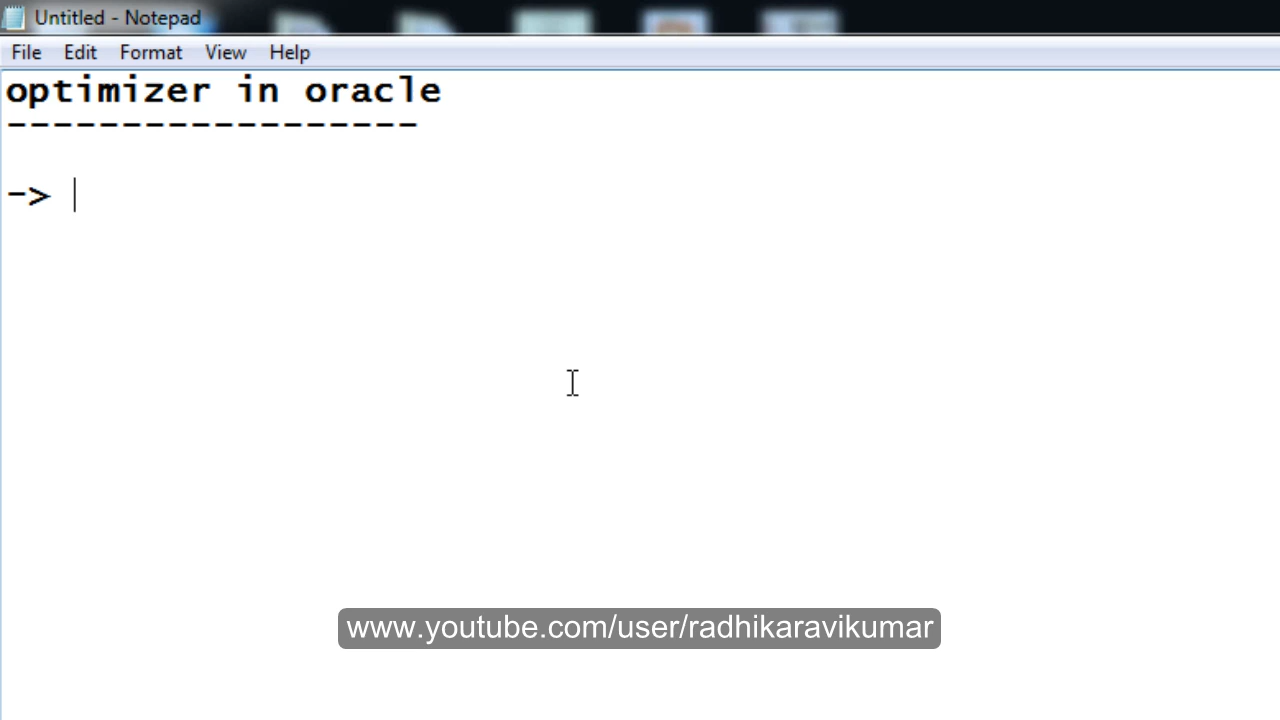 Untitled - Notepad
File Edit Format View Help
optimizer in oracle
------------------
->
www.youtube.com/user/radhikaravikumar